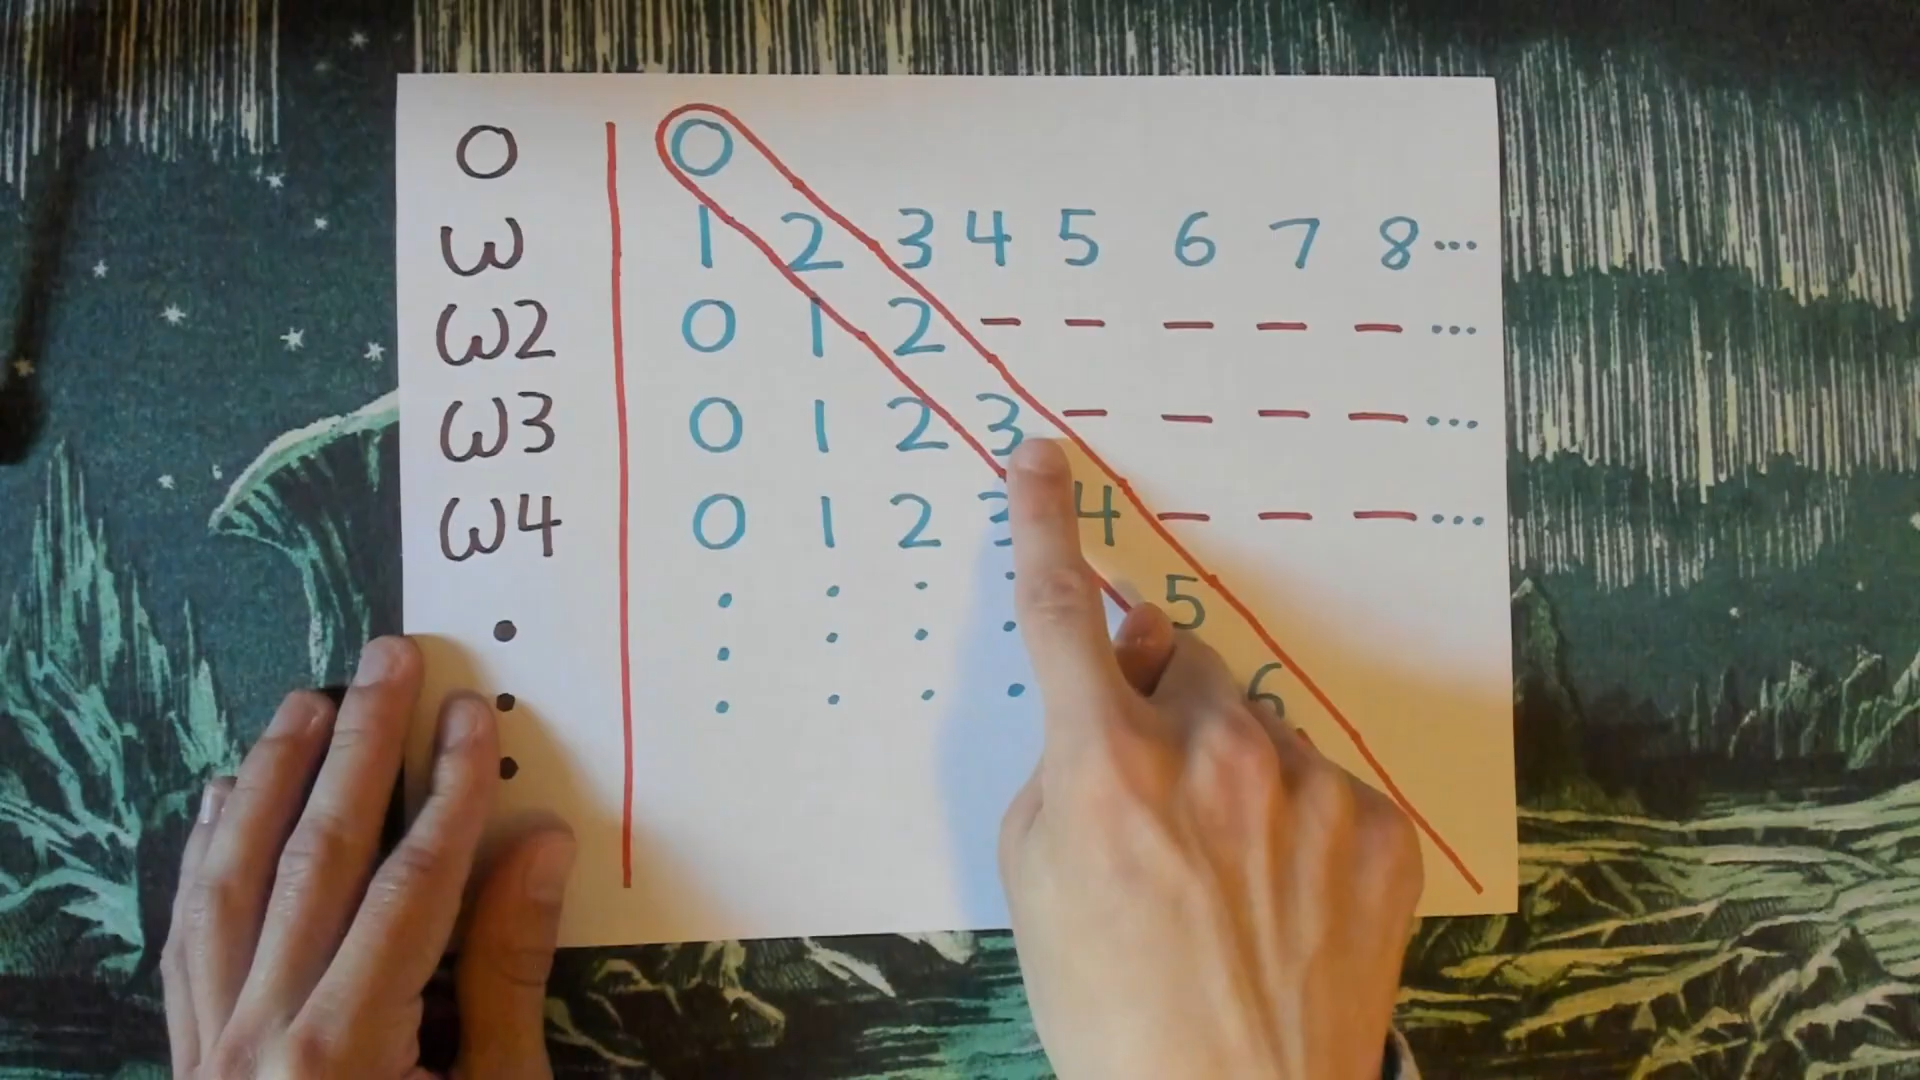 0 0
ω 1 2 3 4 5 6 7 8 ...
ω2 0 1 2 — — — — — ...
ω3 0 1 2 3 — — — — ...
ω4 0 1 2 3 4 — — — ...
5
6